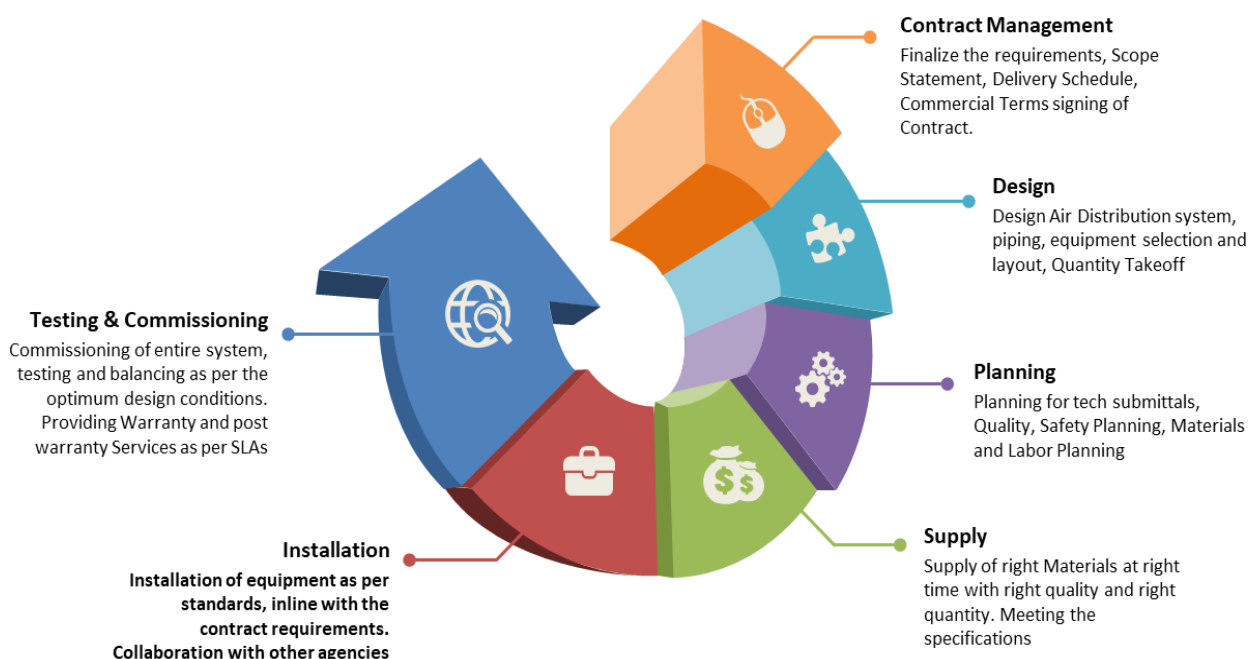 Contract Management
Finalize the requirements, Scope
Statement, Delivery Schedule,
Commercial Terms signing of
Contract.
Design
Design Air Distribution system,
piping, equipment selection and
layout, Quantity Takeoff
Planning
Planning for tech submittals,
Quality, Safety Planning, Materials
and Labor Planning
Supply
Supply of right Materials at right
time with right quality and right
quantity. Meeting the
specifications
Installation
Installation of equipment as per
standards, inline with the
contract requirements.
Collaboration with other agencies
Testing & Commissioning
Commissioning of entire system,
testing and balancing as per the
optimum design conditions.
Providing Warranty and post
warranty Services as per SLAs
$ $